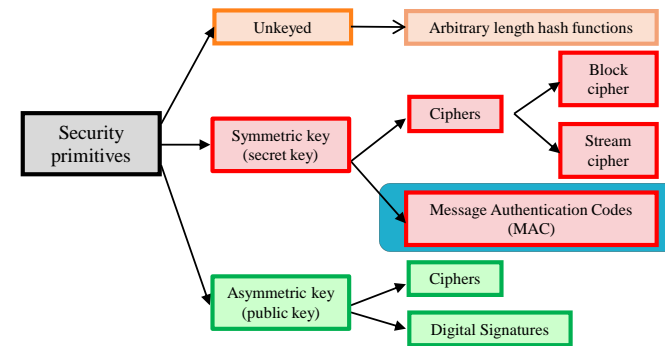 Unkeyed
Arbitrary length hash functions
Block
cipher
Ciphers
Security
primitives
Symmetric key
(secret key)
Stream
cipher
Message Authentication Codes
(MAC)
Asymmetric key
(public key)
Ciphers
Digital Signatures